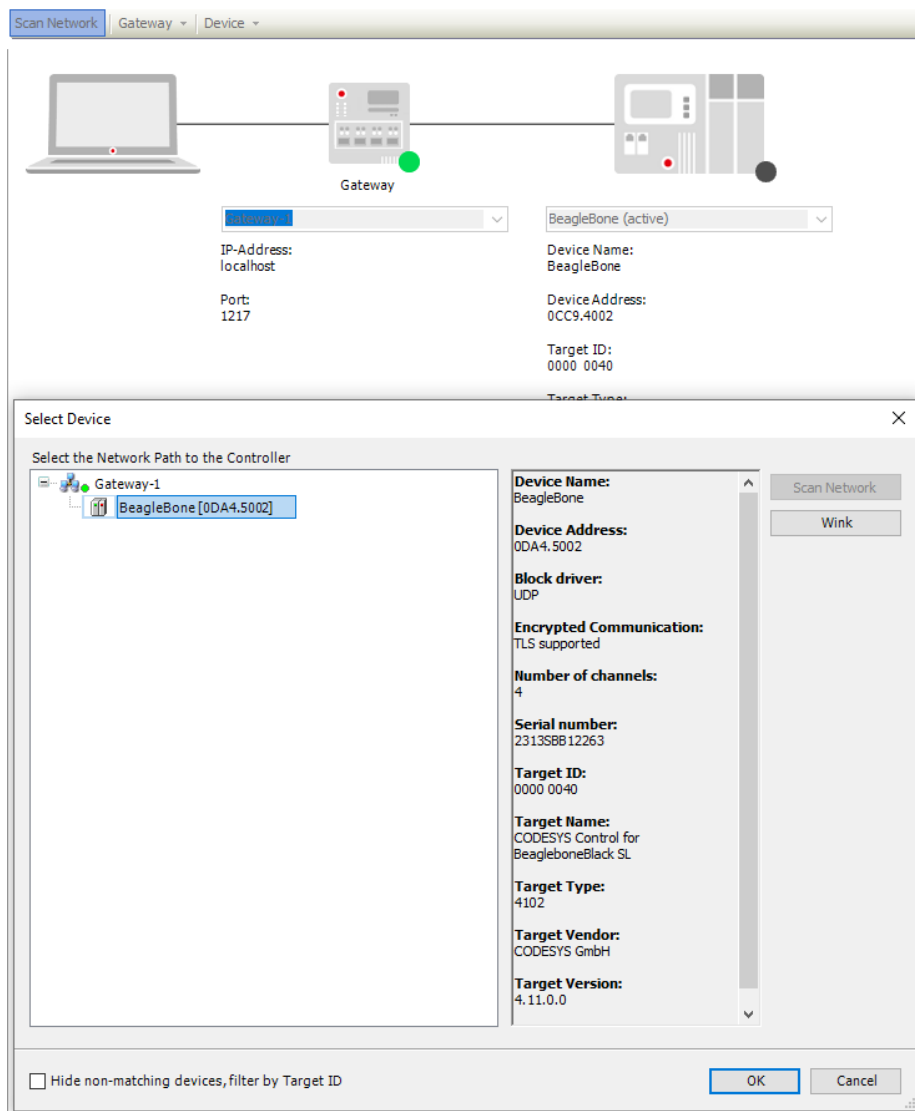 Scan Network Gateway Device
Gateway
Gateway-1
BeagleBone (active)
IP-Address:
localhost
Port:
1217
Device Name:
BeagleBone
Device Address:
0CC9.4002
Target ID:
0000 0040
Target Type:
Select Device
Select the Network Path to the Controller
Gateway-1
BeagleBone [0DA4.5002]
Device Name:
BeagleBone
Device Address:
0DA4.5002
Block driver:
UDP
Encrypted Communication:
TLS supported
Number of channels:
4
Serial number:
2313SBB12263
Target ID:
0000 0040
Target Name:
CODESYS Control for
BeagleboneBlack SL
Target Type:
4102
Target Vendor:
CODESYS GmbH
Target Version:
4.11.0.0
Scan Network
Wink
Hide non-matching devices, filter by Target ID
OK
Cancel